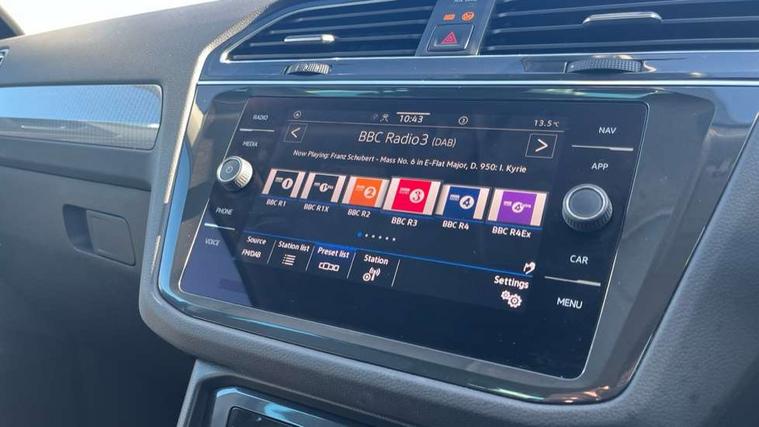 RADIO
MEDIA
PHONE
VOICE
10:43
13.5°C
BBC Radio3 (DAB)
Now Playing: Franz Schubert - Mass No. 6 in E-Flat Major, D. 950: I. Kyrie
BBC R1
BBC R1X
BBC R2
BBC R3
BBC R4
BBC R4Ex
Source
FM/DAB
Station list
Preset list
Station
Settings
NAV
APP
CAR
MENU